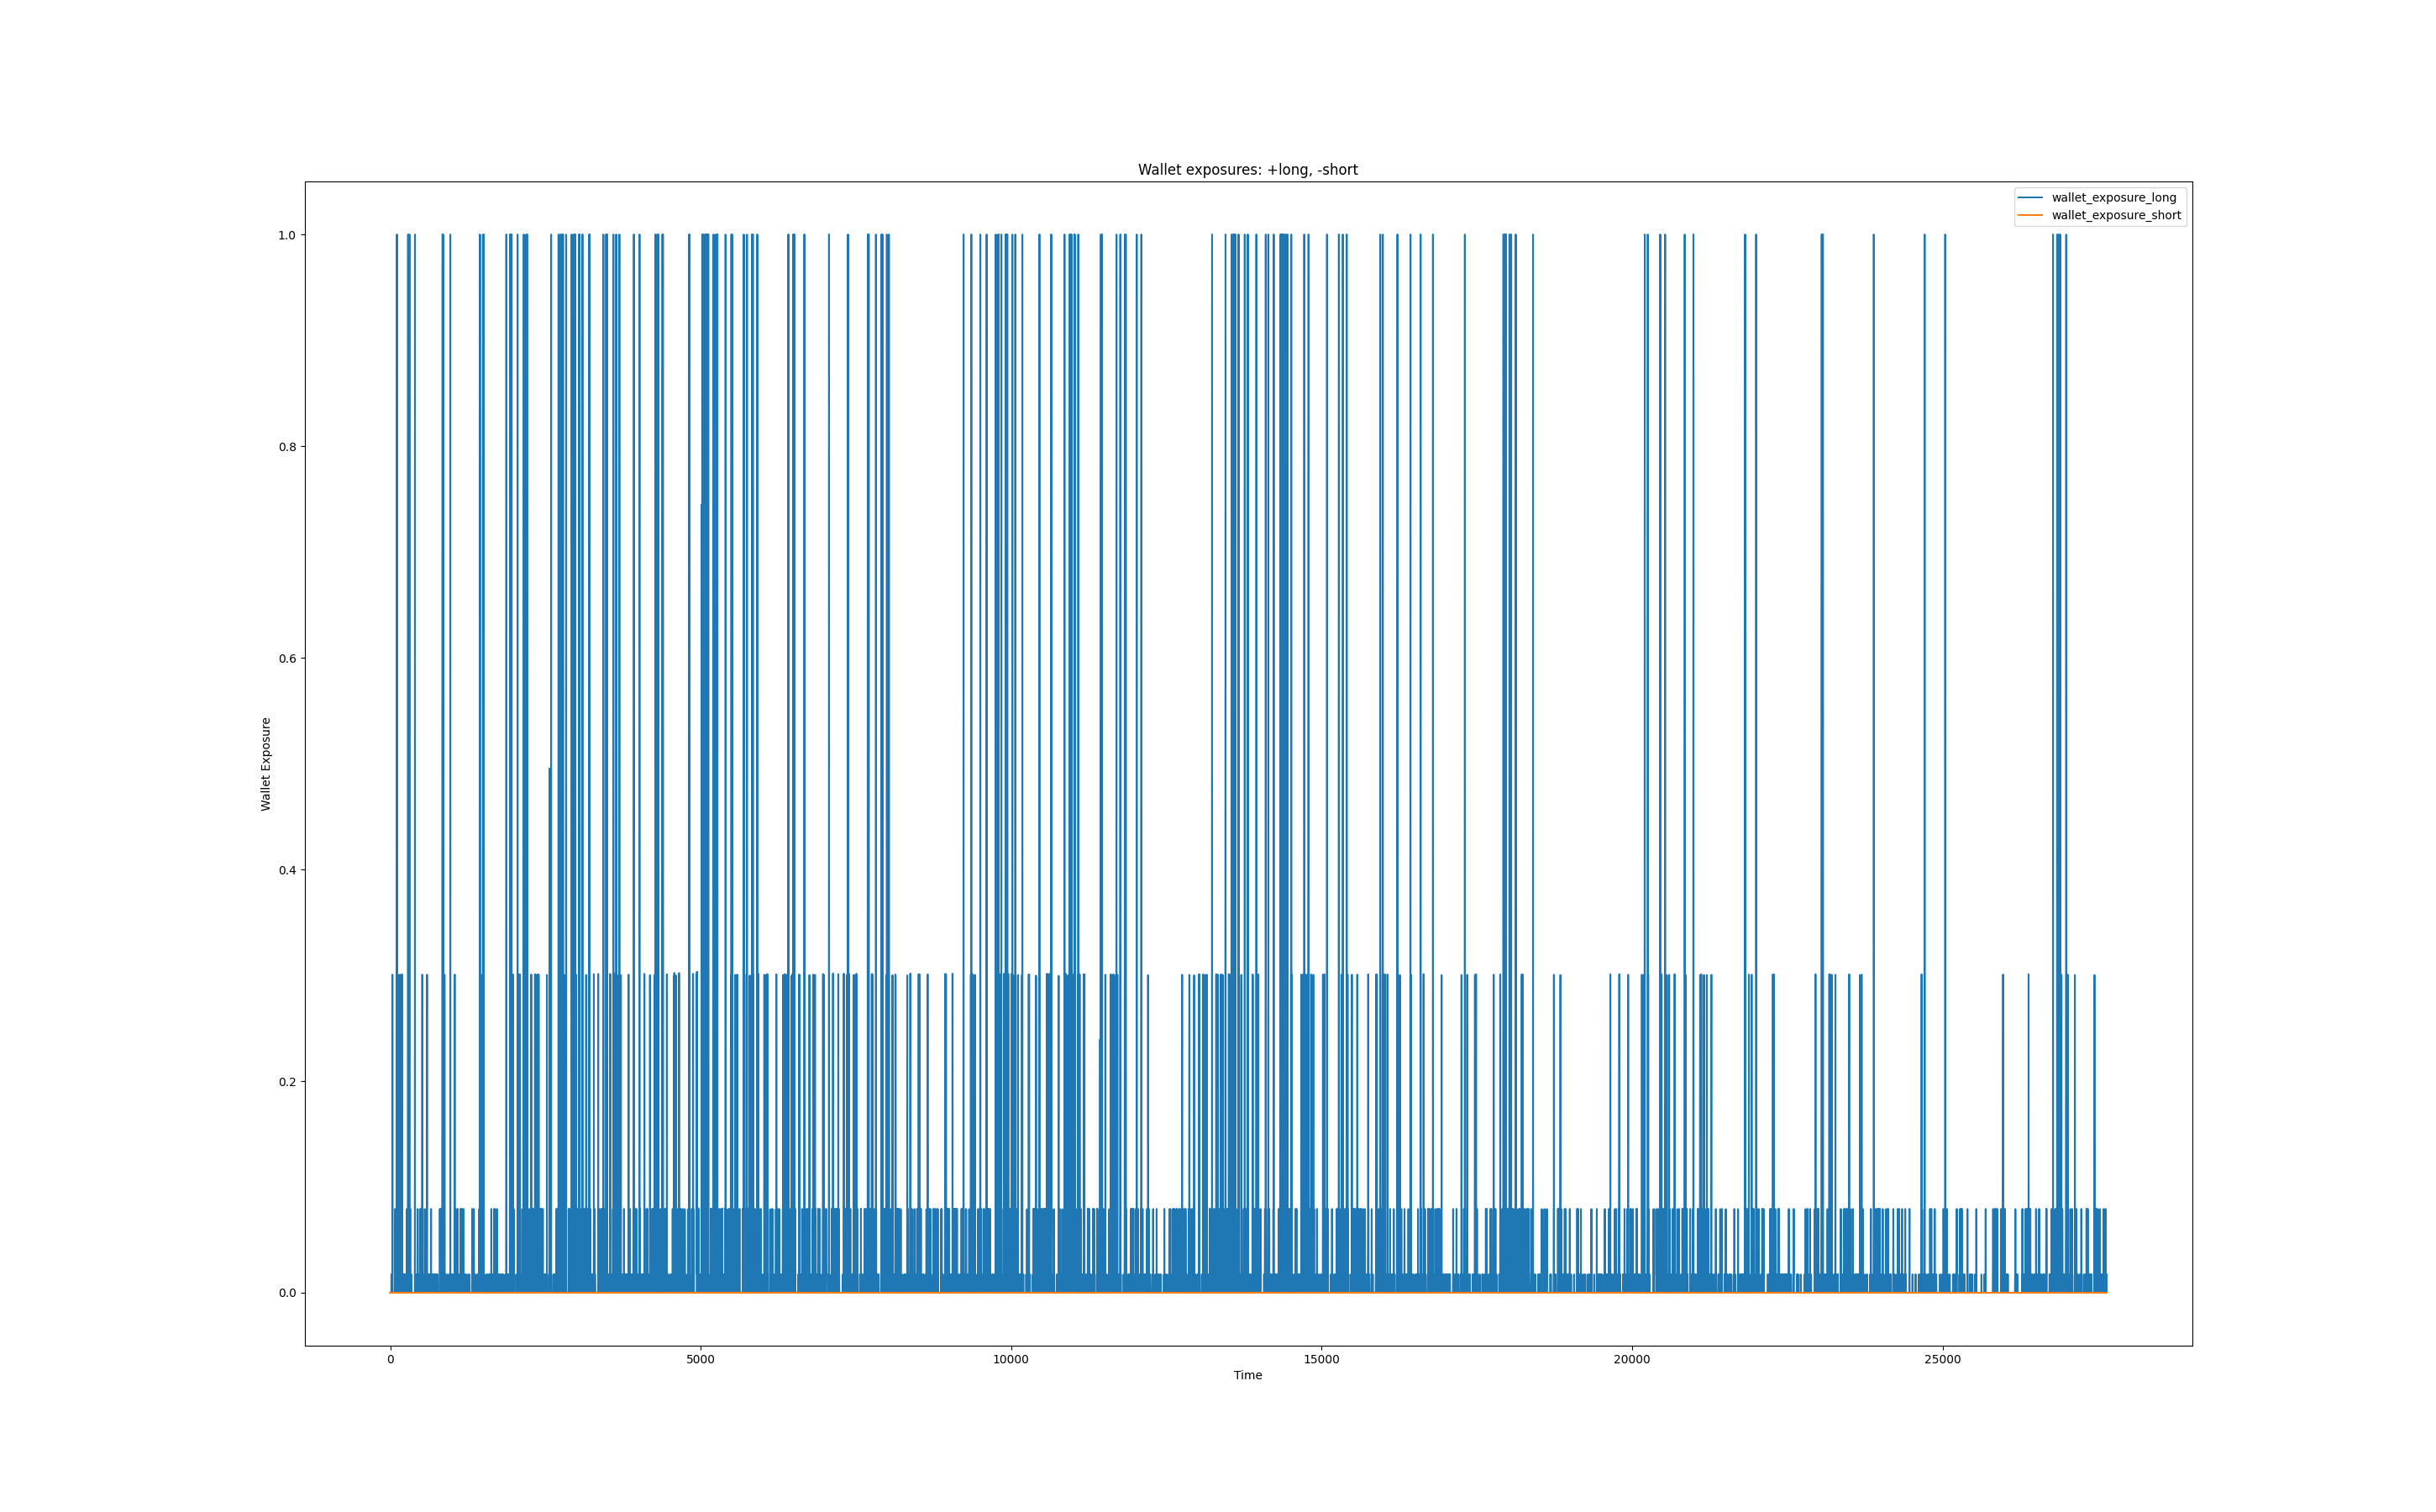 Wallet exposures: +long, -short
wallet_exposure_long
wallet_exposure_short
1.0
0.8
0.6
0.4
0.2
0.0
Wallet Exposure
0 5000 10000 15000 20000 25000
Time